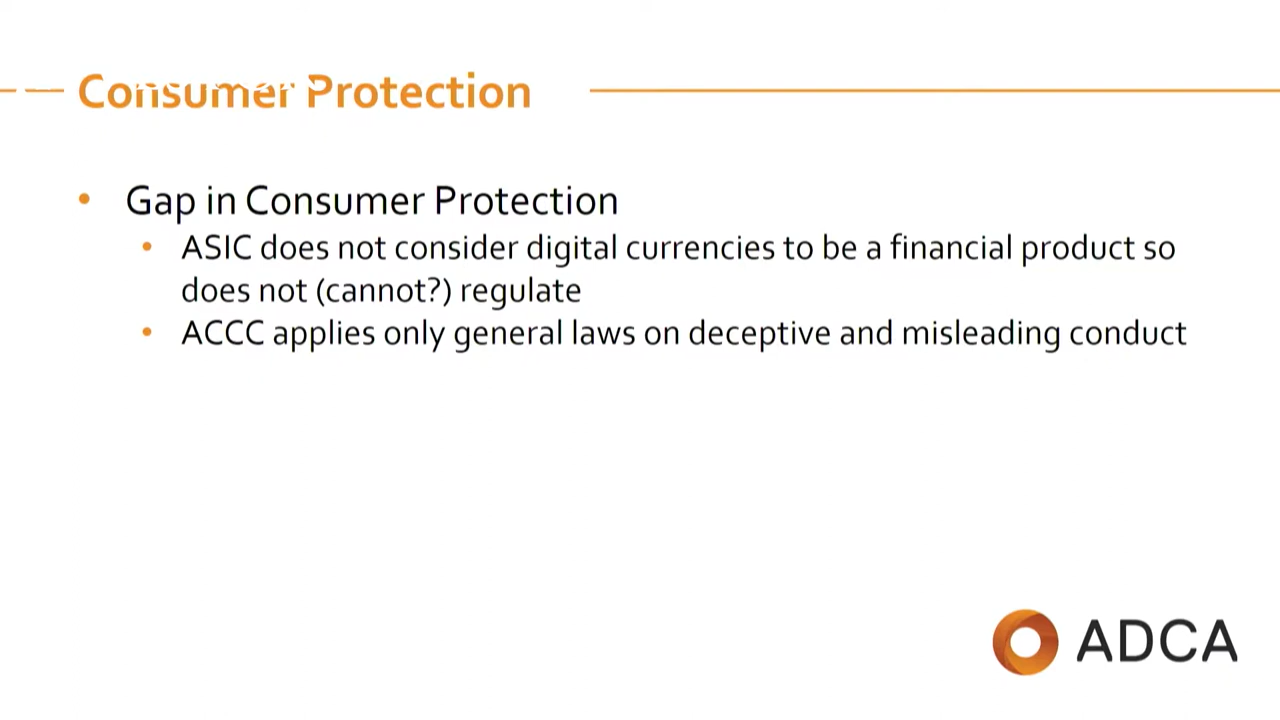 Consumer Protection
• Gap in Consumer Protection
• ASIC does not consider digital currencies to be a financial product so
does not (cannot?) regulate
• ACCC applies only general laws on deceptive and misleading conduct
ADCA